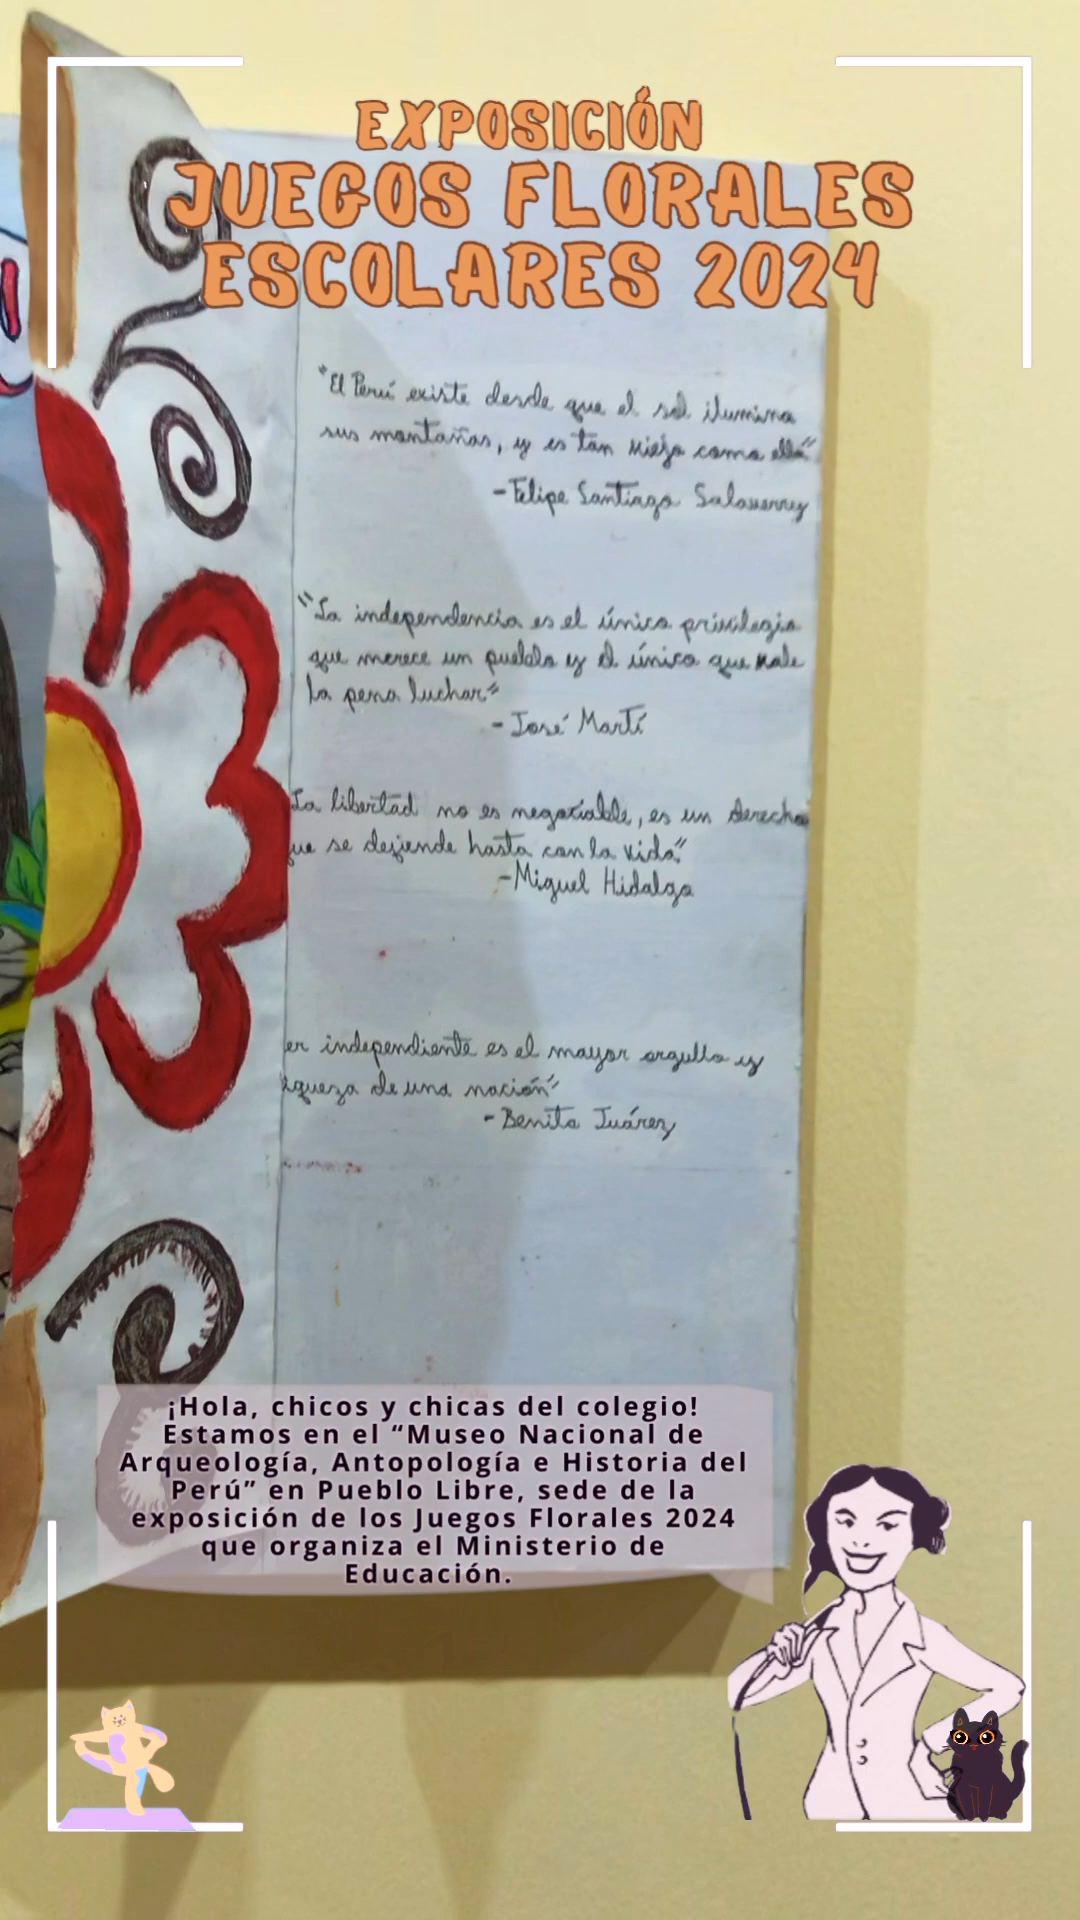 EXPOSICIÓN
JUEGOS FLORALES
ESCOLARES 2024
"El Perú existe desde que el sol ilumina
sus montañas, y es tan viejo como ella"
-Felipe Santiago Salaverrey
"La independencia es el único privilegio
que merece un pueblo y el único que vale
la pena luchar"
- José Martí
La libertad no es negociable, es un derecho
que se defiende hasta con la vida"
-Miguel Hidalgo
er independiente es el mayor orgullo y
iqueza de una nación"
- Benito Juárez
¡Hola, chicos y chicas del colegio!
Estamos en el “Museo Nacional de
Arqueología, Antopología e Historia del
Perú” en Pueblo Libre, sede de la
exposición de los Juegos Florales 2024
que organiza el Ministerio de
Educación.